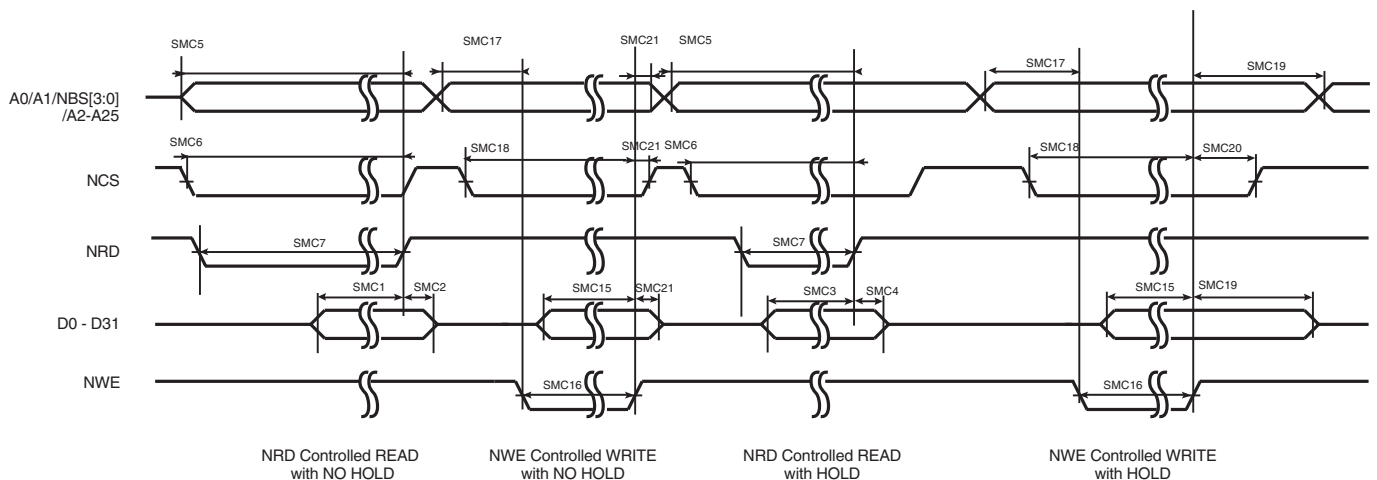 SMC5 SMC17 SMC21 SMC5 SMC17 SMC19
A0/A1/NBS[3:0]
/A2-A25
SMC6 SMC18 SMC21 SMC6 SMC18 SMC20
NCS
NRD SMC7 SMC7
SMC1 SMC2 SMC15 SMC21 SMC3 SMC4 SMC15 SMC19
D0 - D31
NWE SMC16 SMC16
NRD Controlled READ
with NO HOLD
NWE Controlled WRITE
with NO HOLD
NRD Controlled READ
with HOLD
NWE Controlled WRITE
with HOLD